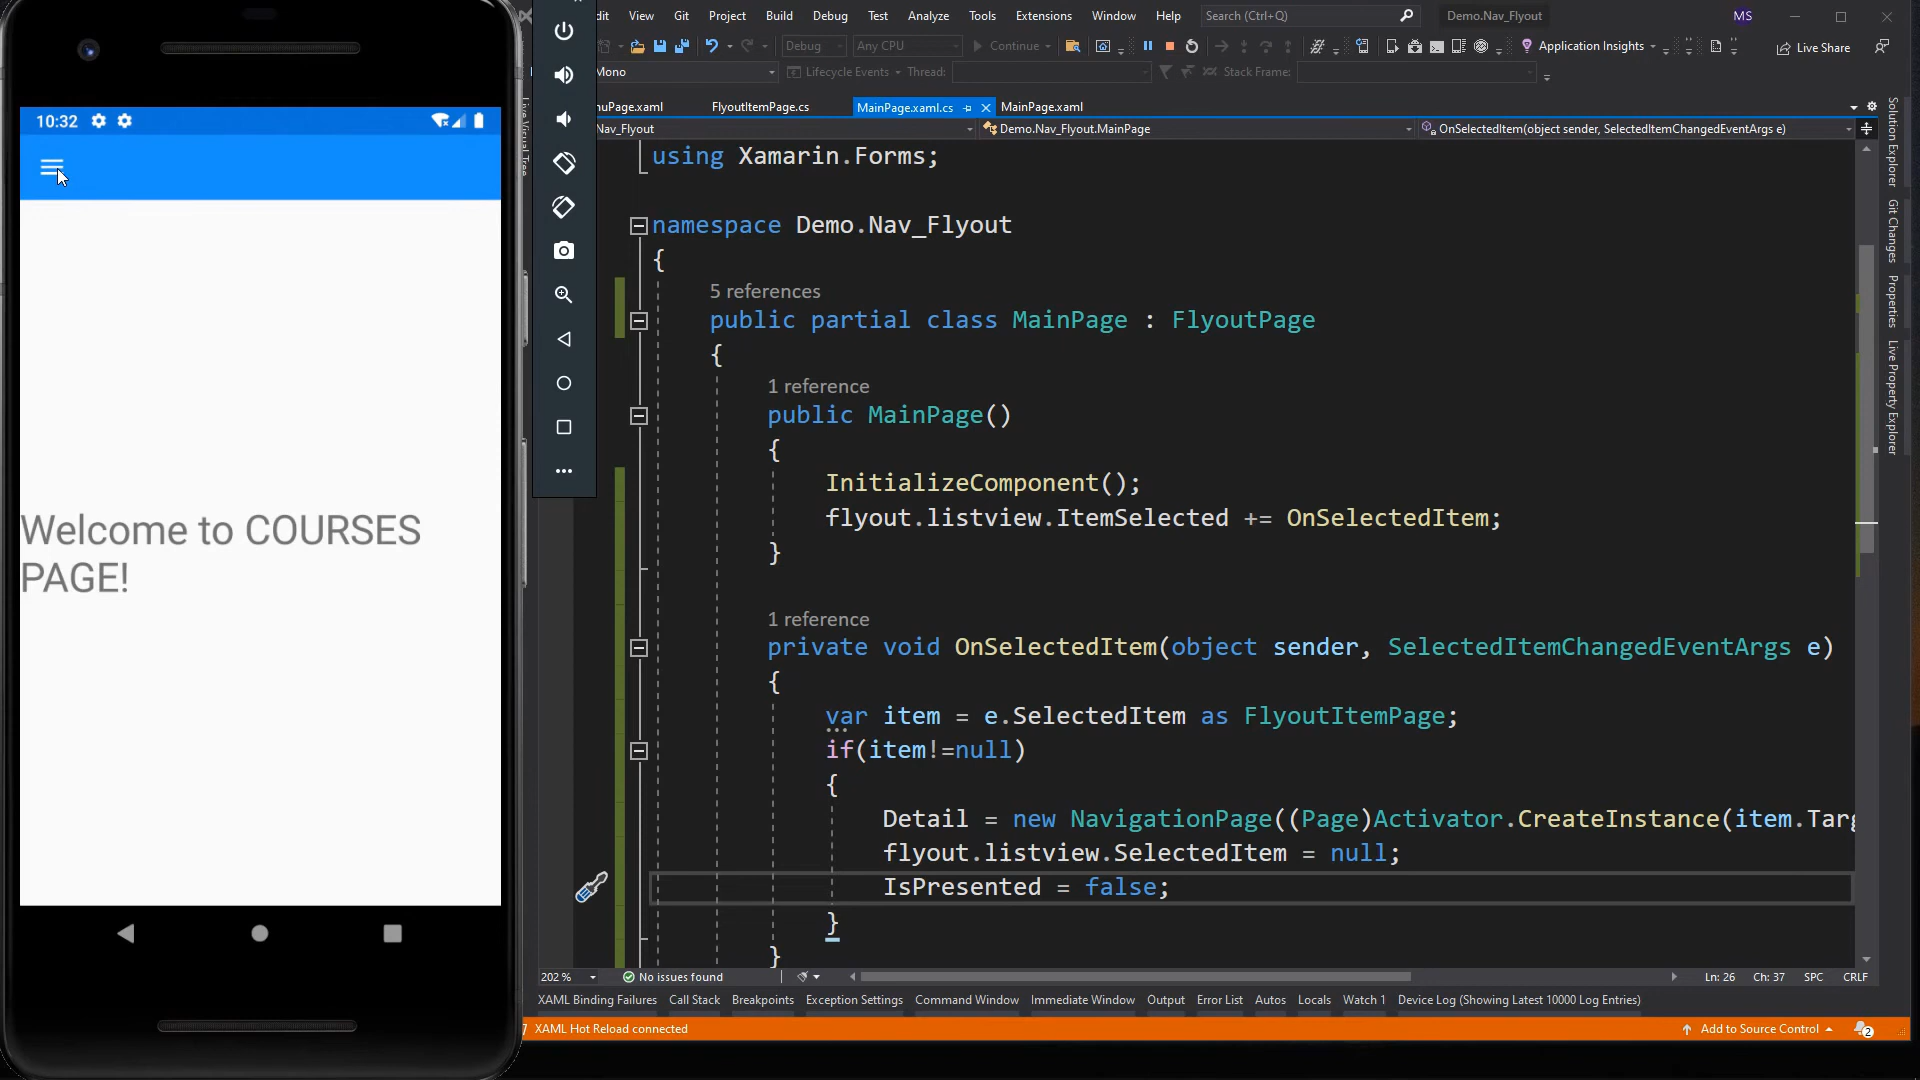 10:32
Welcome to COURSES
PAGE!
dit View Git Project Build Debug Test Analyze Tools Extensions Window Help Search (Ctrl+Q) Demo.Nav_Flyout MS
Debug Any CPU Continue Application Insights Live Share
Mono Lifecycle Events Thread: Stack Frame:
nuPage.xaml FlyoutItemPage.cs MainPage.xaml.cs MainPage.xaml
Nav_Flyout Demo.Nav_Flyout.MainPage OnSelectedItem(object sender, SelectedItemChangedEventArgs e)
using Xamarin.Forms;
namespace Demo.Nav_Flyout
{
5 references
public partial class MainPage : FlyoutPage
{
1 reference
public MainPage()
{
InitializeComponent();
flyout.listview.ItemSelected += OnSelectedItem;
}
1 reference
private void OnSelectedItem(object sender, SelectedItemChangedEventArgs e)
{
var item = e.SelectedItem as FlyoutItemPage;
if(item!=null)
{
Detail = new NavigationPage((Page)Activator.CreateInstance(item.Targ
flyout.listview.SelectedItem = null;
IsPresented = false;
}
}
202 % No issues found Ln: 26 Ch: 37 SPC CRLF
XAML Binding Failures Call Stack Breakpoints Exception Settings Command Window Immediate Window Output Error List Autos Locals Watch 1 Device Log (Showing Latest 10000 Log Entries)
XAML Hot Reload connected Add to Source Control 2
Solution Explorer
Git Changes
Properties
Live Property Explorer